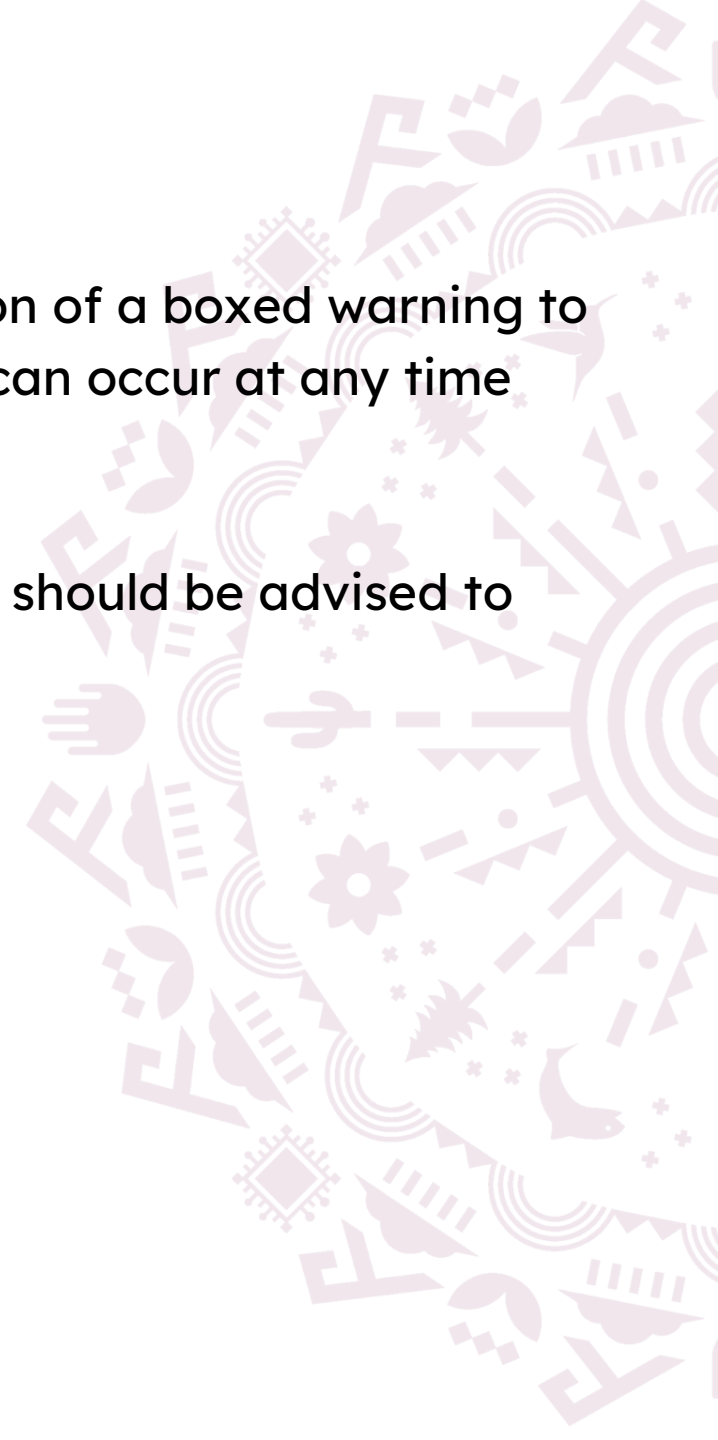 on of a boxed warning to
can occur at any time
should be advised to